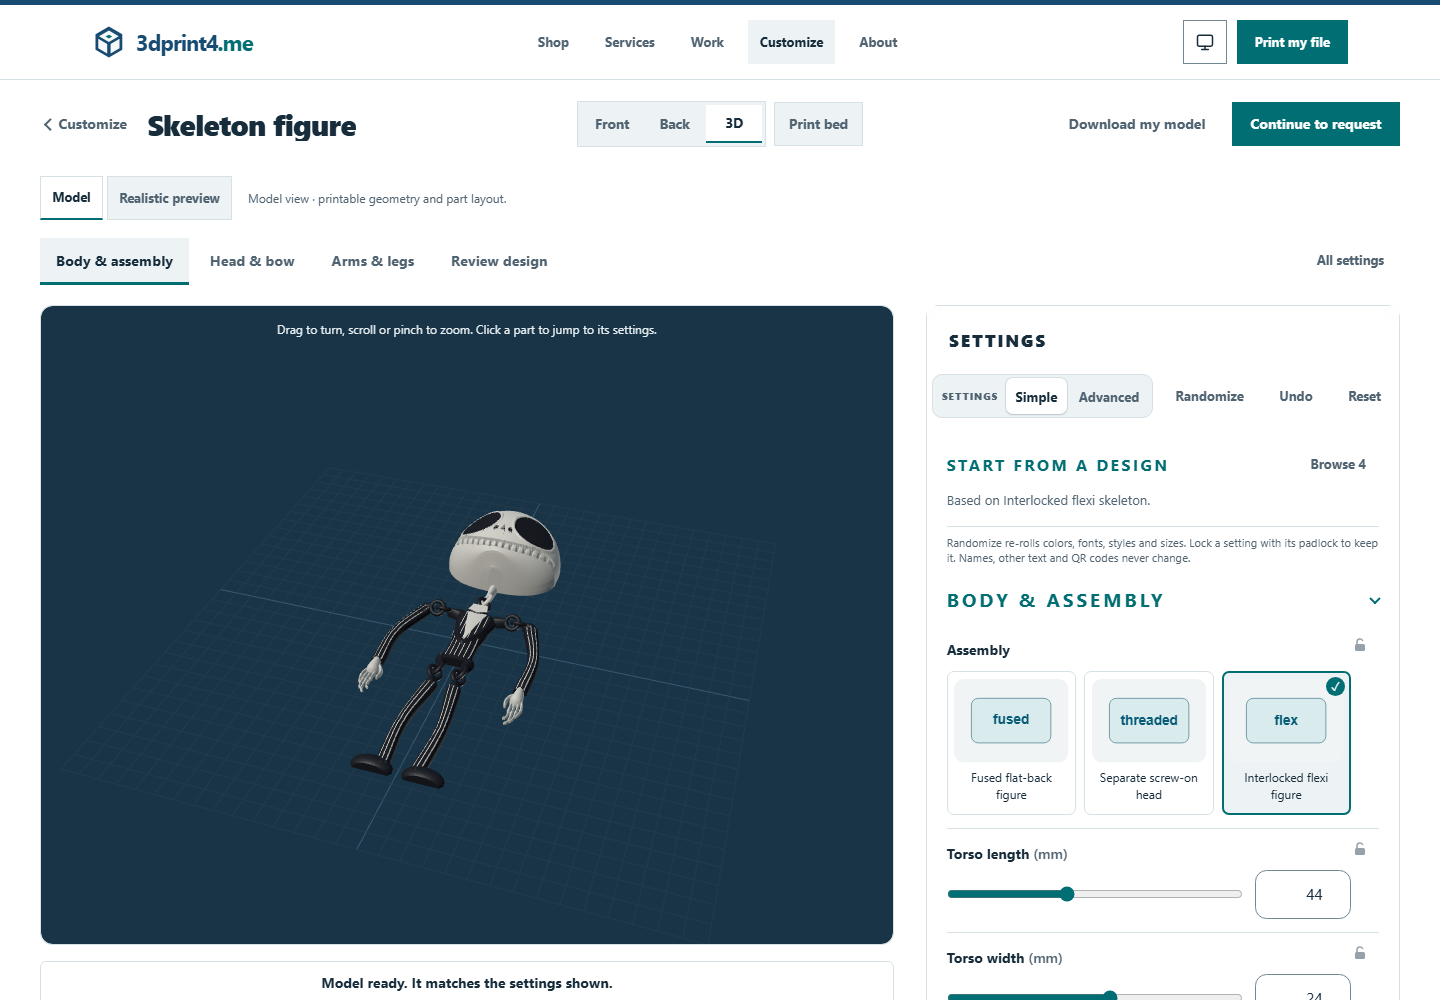 3dprint4.me
Shop
Services
Work
Customize
About
Print my file
Customize
Skeleton figure
Front
Back
3D
Print bed
Download my model
Continue to request
Model
Realistic preview
Model view · printable geometry and part layout.
Body & assembly
Head & bow
Arms & legs
Review design
All settings
Drag to turn, scroll or pinch to zoom. Click a part to jump to its settings.
Model ready. It matches the settings shown.
SETTINGS
SETTINGS
Simple
Advanced
Randomize
Undo
Reset
START FROM A DESIGN
Browse 4
Based on Interlocked flexi skeleton.
Randomize re-rolls colors, fonts, styles and sizes. Lock a setting with its padlock to keep
it. Names, other text and QR codes never change.
BODY & ASSEMBLY
Assembly
fused
Fused flat-back
figure
threaded
Separate screw-on
head
flex
Interlocked flexi
figure
Torso length (mm)
44
Torso width (mm)
24